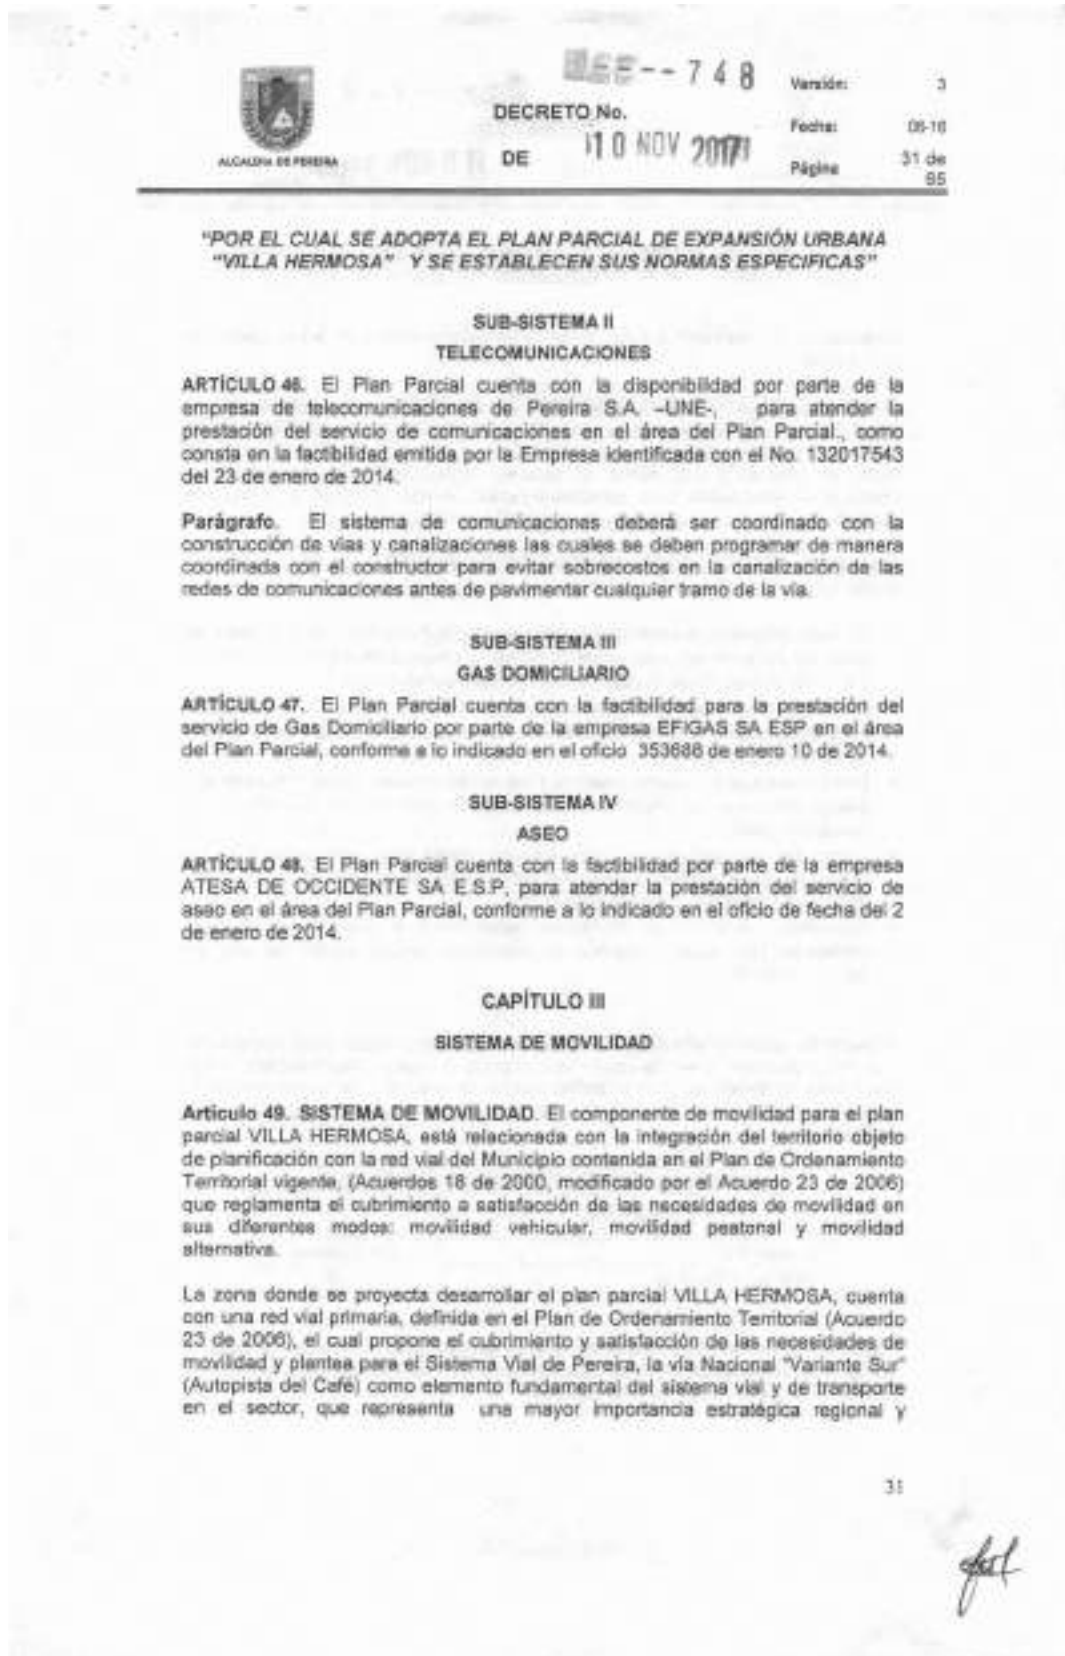 --748
DECRETO No.
DE
10 NOV 2017
Versión: 3
Fecha: 06-16
Página 31 de
85
ALCALDIA DE PEREIRA
"POR EL CUAL SE ADOPTA EL PLAN PARCIAL DE EXPANSIÓN URBANA
"VILLA HERMOSA" Y SE ESTABLECEN SUS NORMAS ESPECIFICAS"
SUB-SISTEMA II
TELECOMUNICACIONES
ARTÍCULO 46. El Plan Parcial cuenta con la disponibilidad por parte de la
empresa de telecomunicaciones de Pereira S.A. –UNE-, para atender la
prestación del servicio de comunicaciones en el área del Plan Parcial., como
consta en la factibilidad emitida por la Empresa identificada con el No. 132017543
del 23 de enero de 2014.
Parágrafo. El sistema de comunicaciones deberá ser coordinado con la
construcción de vías y canalizaciones las cuales se deben programar de manera
coordinada con el constructor para evitar sobrecostos en la canalización de las
redes de comunicaciones antes de pavimentar cualquier tramo de la vía.
SUB-SISTEMA III
GAS DOMICILIARIO
ARTÍCULO 47. El Plan Parcial cuenta con la factibilidad para la prestación del
servicio de Gas Domiciliario por parte de la empresa EFIGAS SA ESP en el área
del Plan Parcial, conforme a lo indicado en el oficio 353688 de enero 10 de 2014.
SUB-SISTEMA IV
ASEO
ARTÍCULO 48. El Plan Parcial cuenta con la factibilidad por parte de la empresa
ATESA DE OCCIDENTE SA E.S.P, para atender la prestación del servicio de
aseo en el área del Plan Parcial, conforme a lo indicado en el oficio de fecha del 2
de enero de 2014.
CAPÍTULO III
SISTEMA DE MOVILIDAD
Articulo 49. SISTEMA DE MOVILIDAD. El componente de movilidad para el plan
parcial VILLA HERMOSA, está relacionada con la integración del territorio objeto
de planificación con la red vial del Municipio contenida en el Plan de Ordenamiento
Territorial vigente, (Acuerdos 18 de 2000, modificado por el Acuerdo 23 de 2006)
que reglamenta el cubrimiento a satisfacción de las necesidades de movilidad en
sus diferentes modos: movilidad vehicular, movilidad peatonal y movilidad
alternativa.
La zona donde se proyecta desarrollar el plan parcial VILLA HERMOSA, cuenta
con una red vial primaria, definida en el Plan de Ordenamiento Territorial (Acuerdo
23 de 2006), el cual propone el cubrimiento y satisfacción de las necesidades de
movilidad y plantea para el Sistema Vial de Pereira, la vía Nacional "Variante Sur"
(Autopista del Café) como elemento fundamental del sistema vial y de transporte
en el sector, que representa una mayor importancia estratégica regional y
31